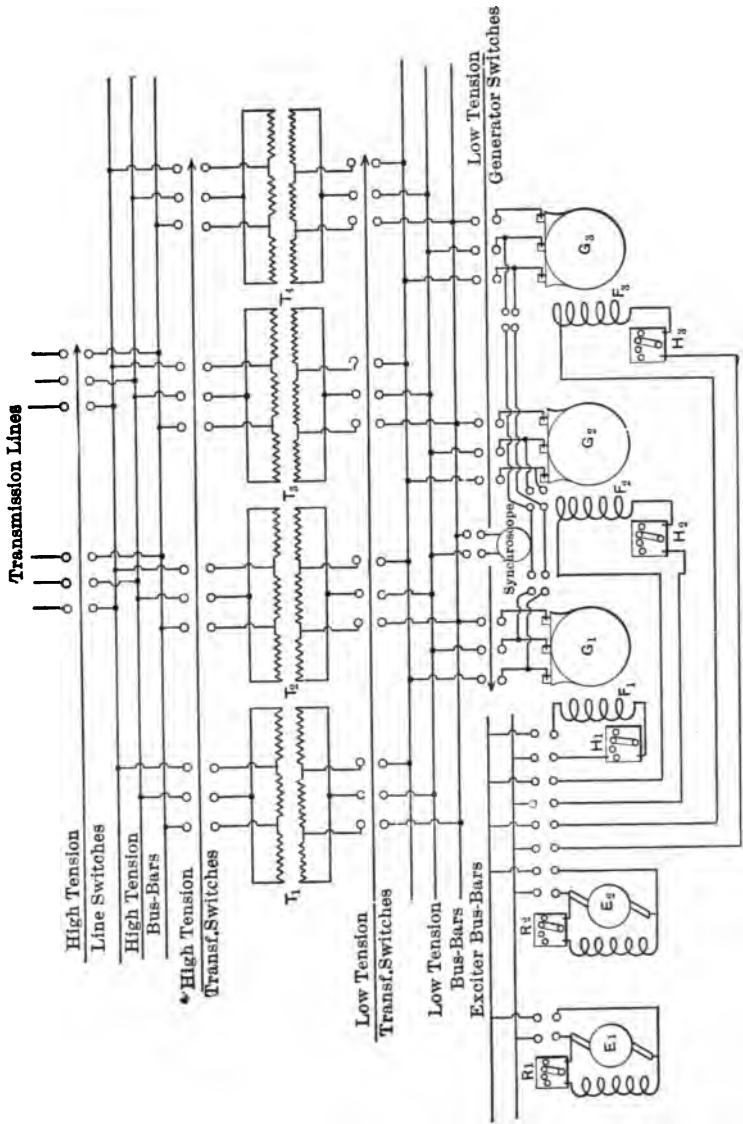 Transmission Lines
High Tension
Line Switches
High Tension
Bus-Bars
High Tension
Transf.Switches
T1
T2
T3
T4
Low Tension
Transf.Switches
Low Tension
Bus-Bars
Exciter Bus-Bars
Low Tension
Generator Switches
Synchroscope
G1
G2
G3
F1
F2
F3
H1
H2
H3
R1
R2
E1
E2